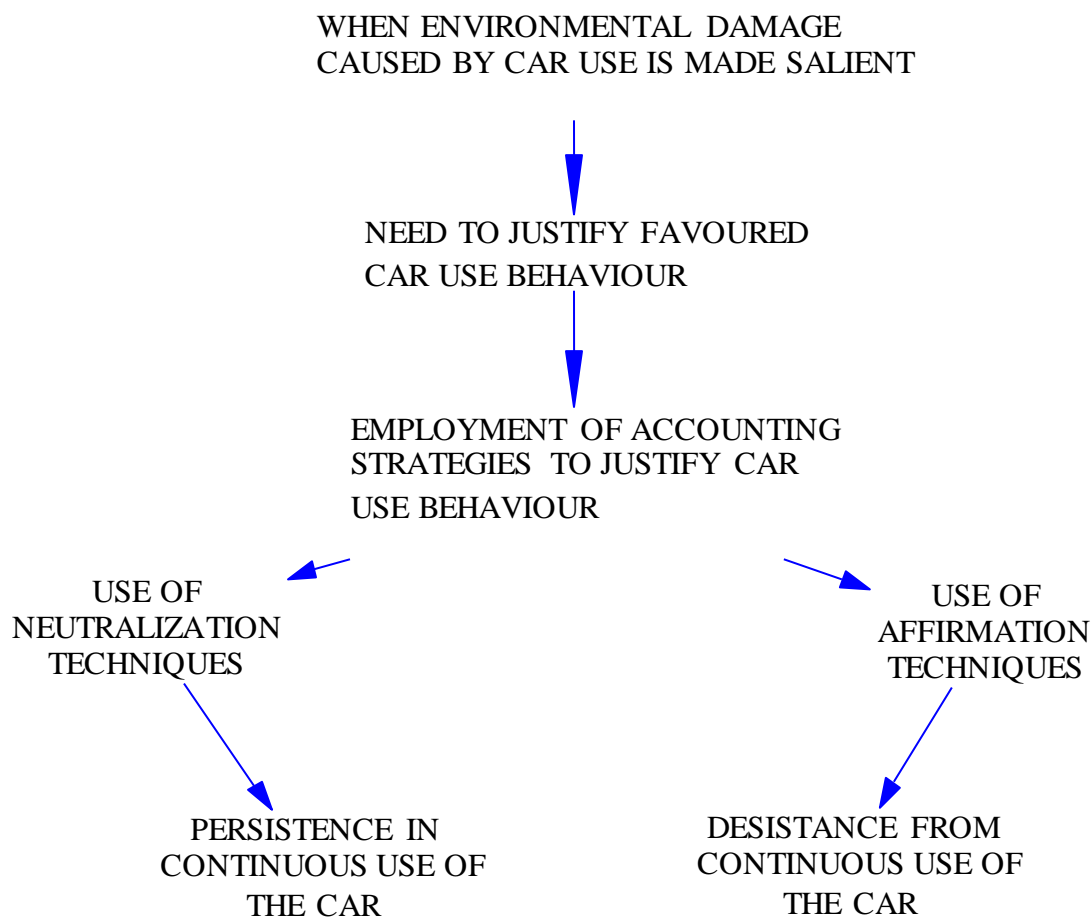 WHEN ENVIRONMENTAL DAMAGE
CAUSED BY CAR USE IS MADE SALIENT
NEED TO JUSTIFY FAVOURED
CAR USE BEHAVIOUR
EMPLOYMENT OF ACCOUNTING
STRATEGIES TO JUSTIFY CAR
USE BEHAVIOUR
USE OF
NEUTRALIZATION
TECHNIQUES
USE OF
AFFIRMATION
TECHNIQUES
PERSISTENCE IN
CONTINUOUS USE OF
THE CAR
DESISTANCE FROM
CONTINUOUS USE OF
THE CAR